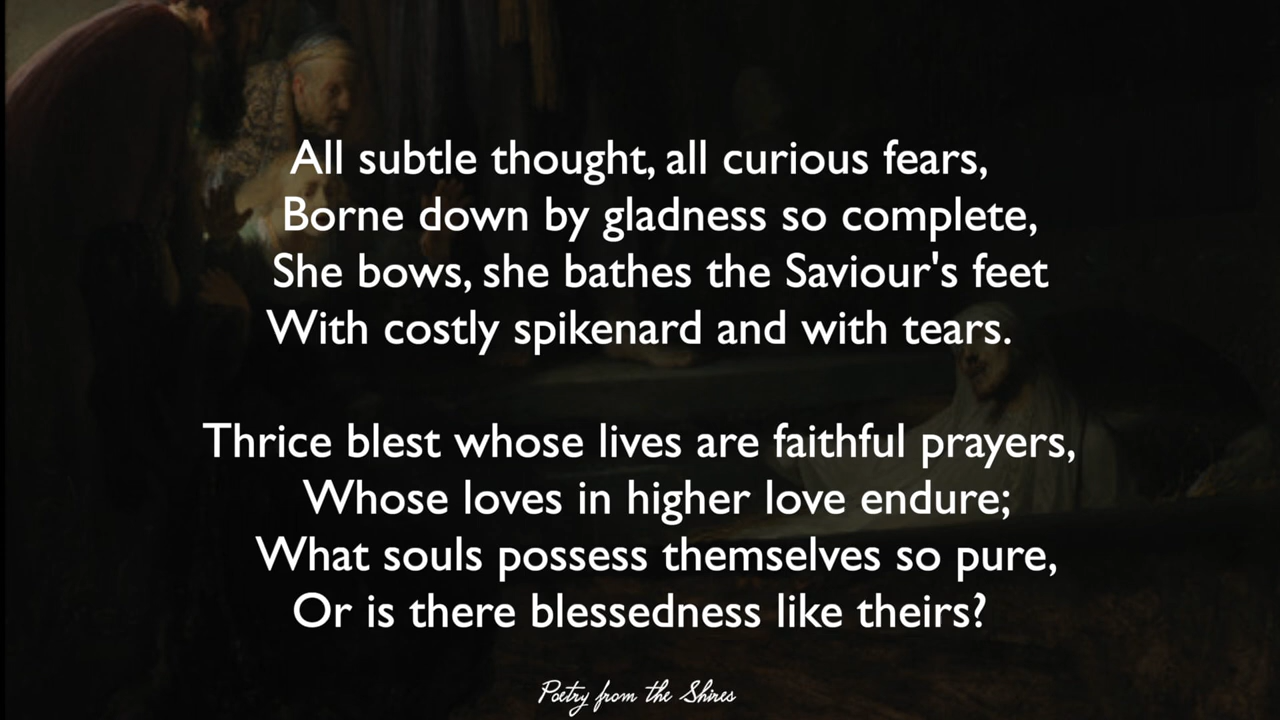 All subtle thought, all curious fears,
Borne down by gladness so complete,
She bows, she bathes the Saviour's feet
With costly spikenard and with tears.
Thrice blest whose lives are faithful prayers,
Whose loves in higher love endure;
What souls possess themselves so pure,
Or is there blessedness like theirs?
Poetry from the Shires